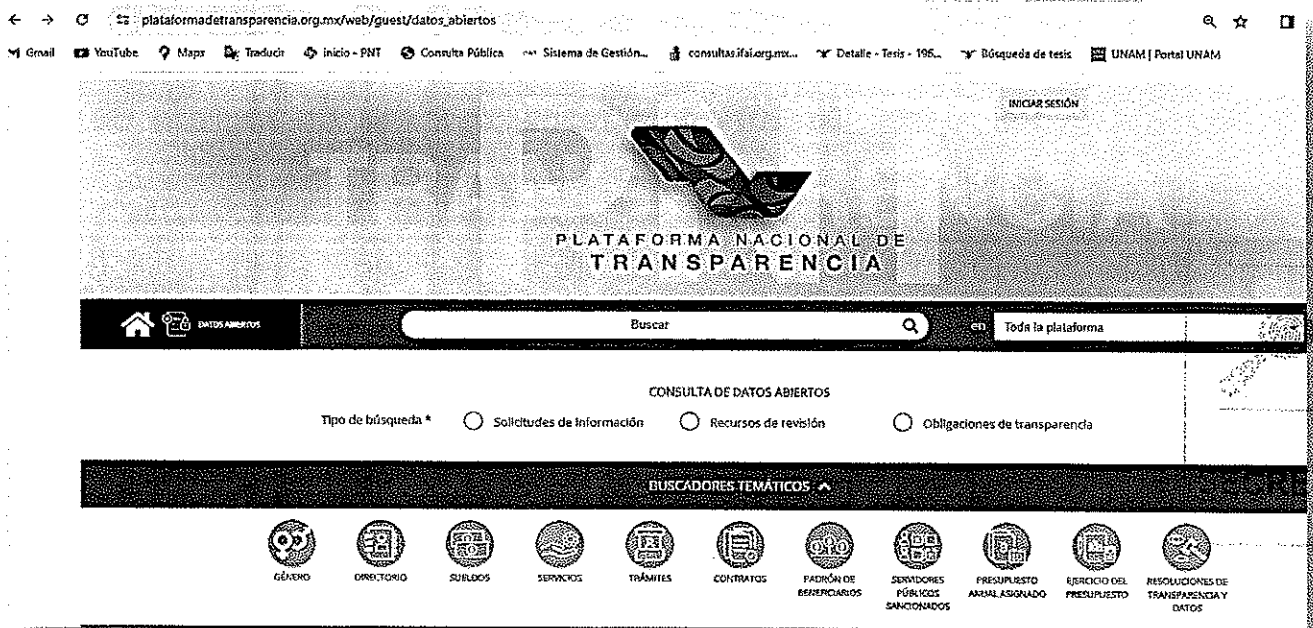 plataformadetransparencia.org.mx/web/guest/datos_abiertos
Gmail YouTube Maps Traducir inicio - PNT Consulta Pública Sistema de Gestión... consultas.ifai.org.mx... Detalle - Tesis - 196... Búsqueda de tesis UNAM | Portal UNAM
INICIAR SESIÓN
PLATAFORMA NACIONAL DE
TRANSPARENCIA
DATOS ABIERTOS Buscar en Toda la plataforma
CONSULTA DE DATOS ABIERTOS
Tipo de búsqueda * Solicitudes de información Recursos de revisión Obligaciones de transparencia
BUSCADORES TEMÁTICOS
GÉNERO DIRECTORIO SUELDOS SERVICIOS TRÁMITES CONTRATOS PADRÓN DE BENEFICIARIOS SERVIDORES PÚBLICOS SANCIONADOS PRESUPUESTO ANUAL ASIGNADO EJERCICIO DEL PRESUPUESTO RESOLUCIONES DE TRANSPARENCIA Y DATOS